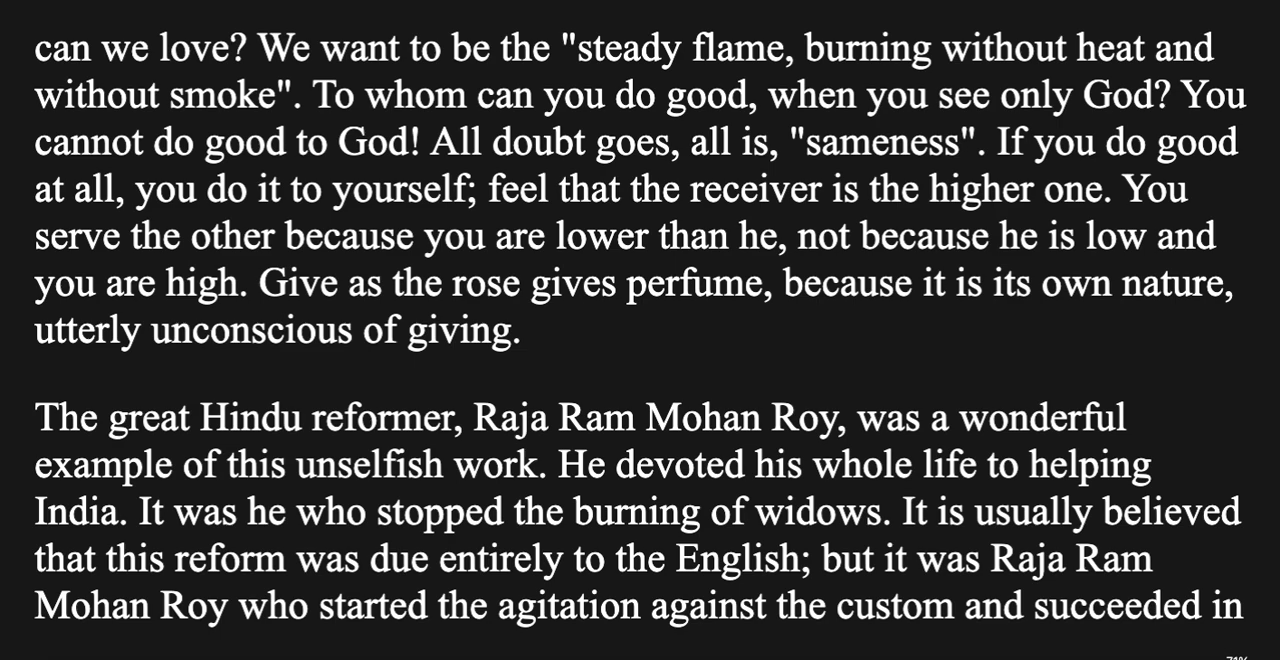 can we love? We want to be the "steady flame, burning without heat and
without smoke". To whom can you do good, when you see only God? You
cannot do good to God! All doubt goes, all is, "sameness". If you do good
at all, you do it to yourself; feel that the receiver is the higher one. You
serve the other because you are lower than he, not because he is low and
you are high. Give as the rose gives perfume, because it is its own nature,
utterly unconscious of giving.
The great Hindu reformer, Raja Ram Mohan Roy, was a wonderful
example of this unselfish work. He devoted his whole life to helping
India. It was he who stopped the burning of widows. It is usually believed
that this reform was due entirely to the English; but it was Raja Ram
Mohan Roy who started the agitation against the custom and succeeded in